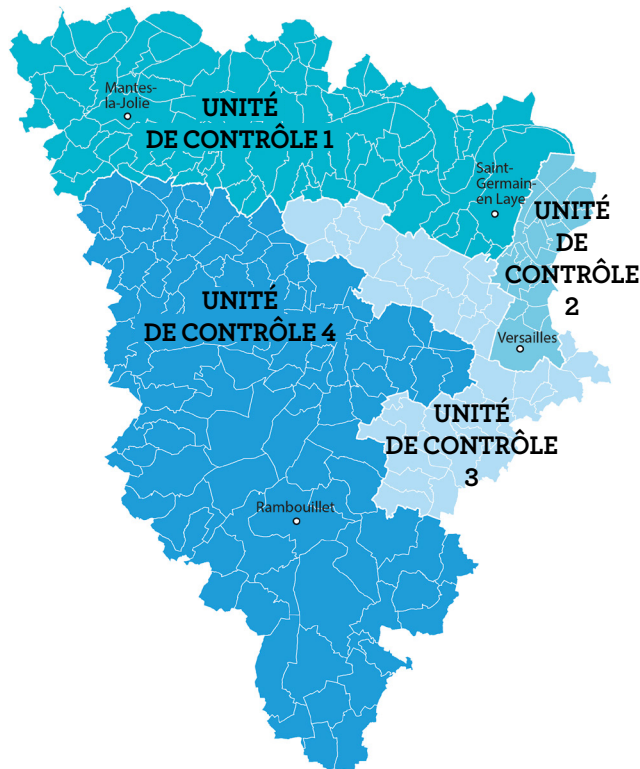 Mantes-
la-Jolie
UNITÉ
DE CONTRÔLE 1
Saint-
Germain-
en Laye
UNITÉ
DE
CONTRÔLE
2
UNITÉ
DE CONTRÔLE 4
Versailles
UNITÉ
DE CONTRÔLE
3
Rambouillet